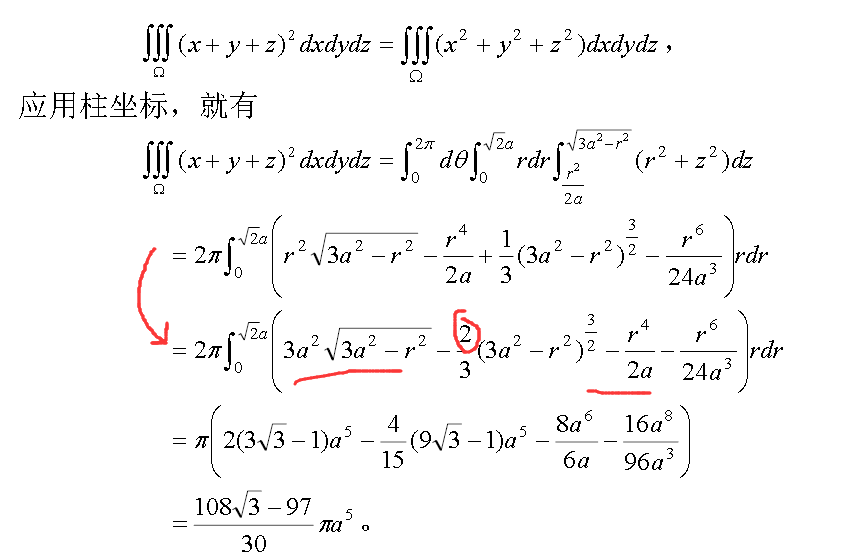 ∭_Ω (x + y + z)² dxdydz = ∭_Ω (x² + y² + z²)dxdydz，
应用柱坐标，就有
∭_Ω (x + y + z)² dxdydz = ∫_0^{2π} dθ ∫_0^{√2a} rdr ∫_{r²/2a}^{√(3a²−r²)} (r² + z²)dz
= 2π∫_0^{√2a} ( r²√(3a² − r²) − r⁴/2a + 1/3 (3a² − r²)^{3/2} − r⁶/24a³ ) rdr
= 2π∫_0^{√2a} ( 3a²√(3a² − r²) − 2/3 (3a² − r²)^{3/2} − r⁴/2a − r⁶/24a³ ) rdr
= π( 2(3√3 − 1)a⁵ − 4/15 (9√3 − 1)a⁵ − 8a⁶/6a − 16a⁸/96a³ )
= (108√3 − 97)/30 πa⁵。